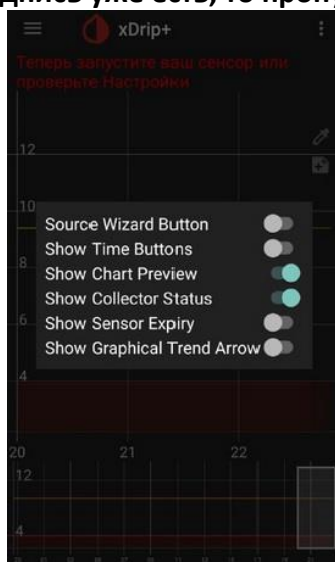 xDrip+
Теперь запустите ваш сенсор или
проверьте Настройки
12
10
Source Wizard Button
Show Time Buttons
8
Show Chart Preview
Show Collector Status
6
Show Sensor Expiry
Show Graphical Trend Arrow
4
20 21 22
12
4